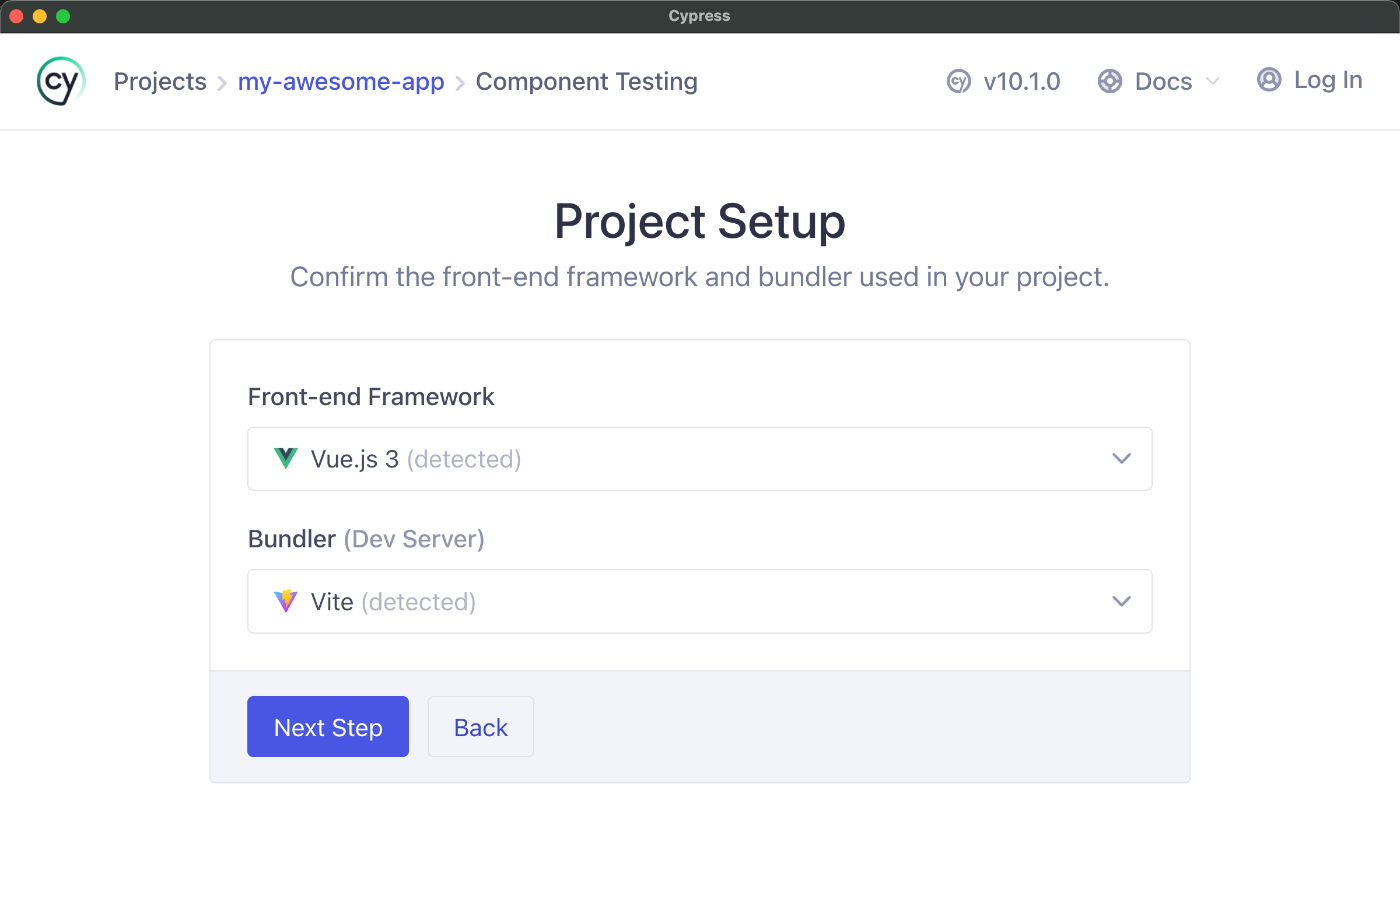 Cypress
cy Projects my-awesome-app Component Testing cy v10.1.0 Docs Log In
Project Setup
Confirm the front-end framework and bundler used in your project.
Front-end Framework
Vue.js 3 (detected)
Bundler (Dev Server)
Vite (detected)
Next Step Back